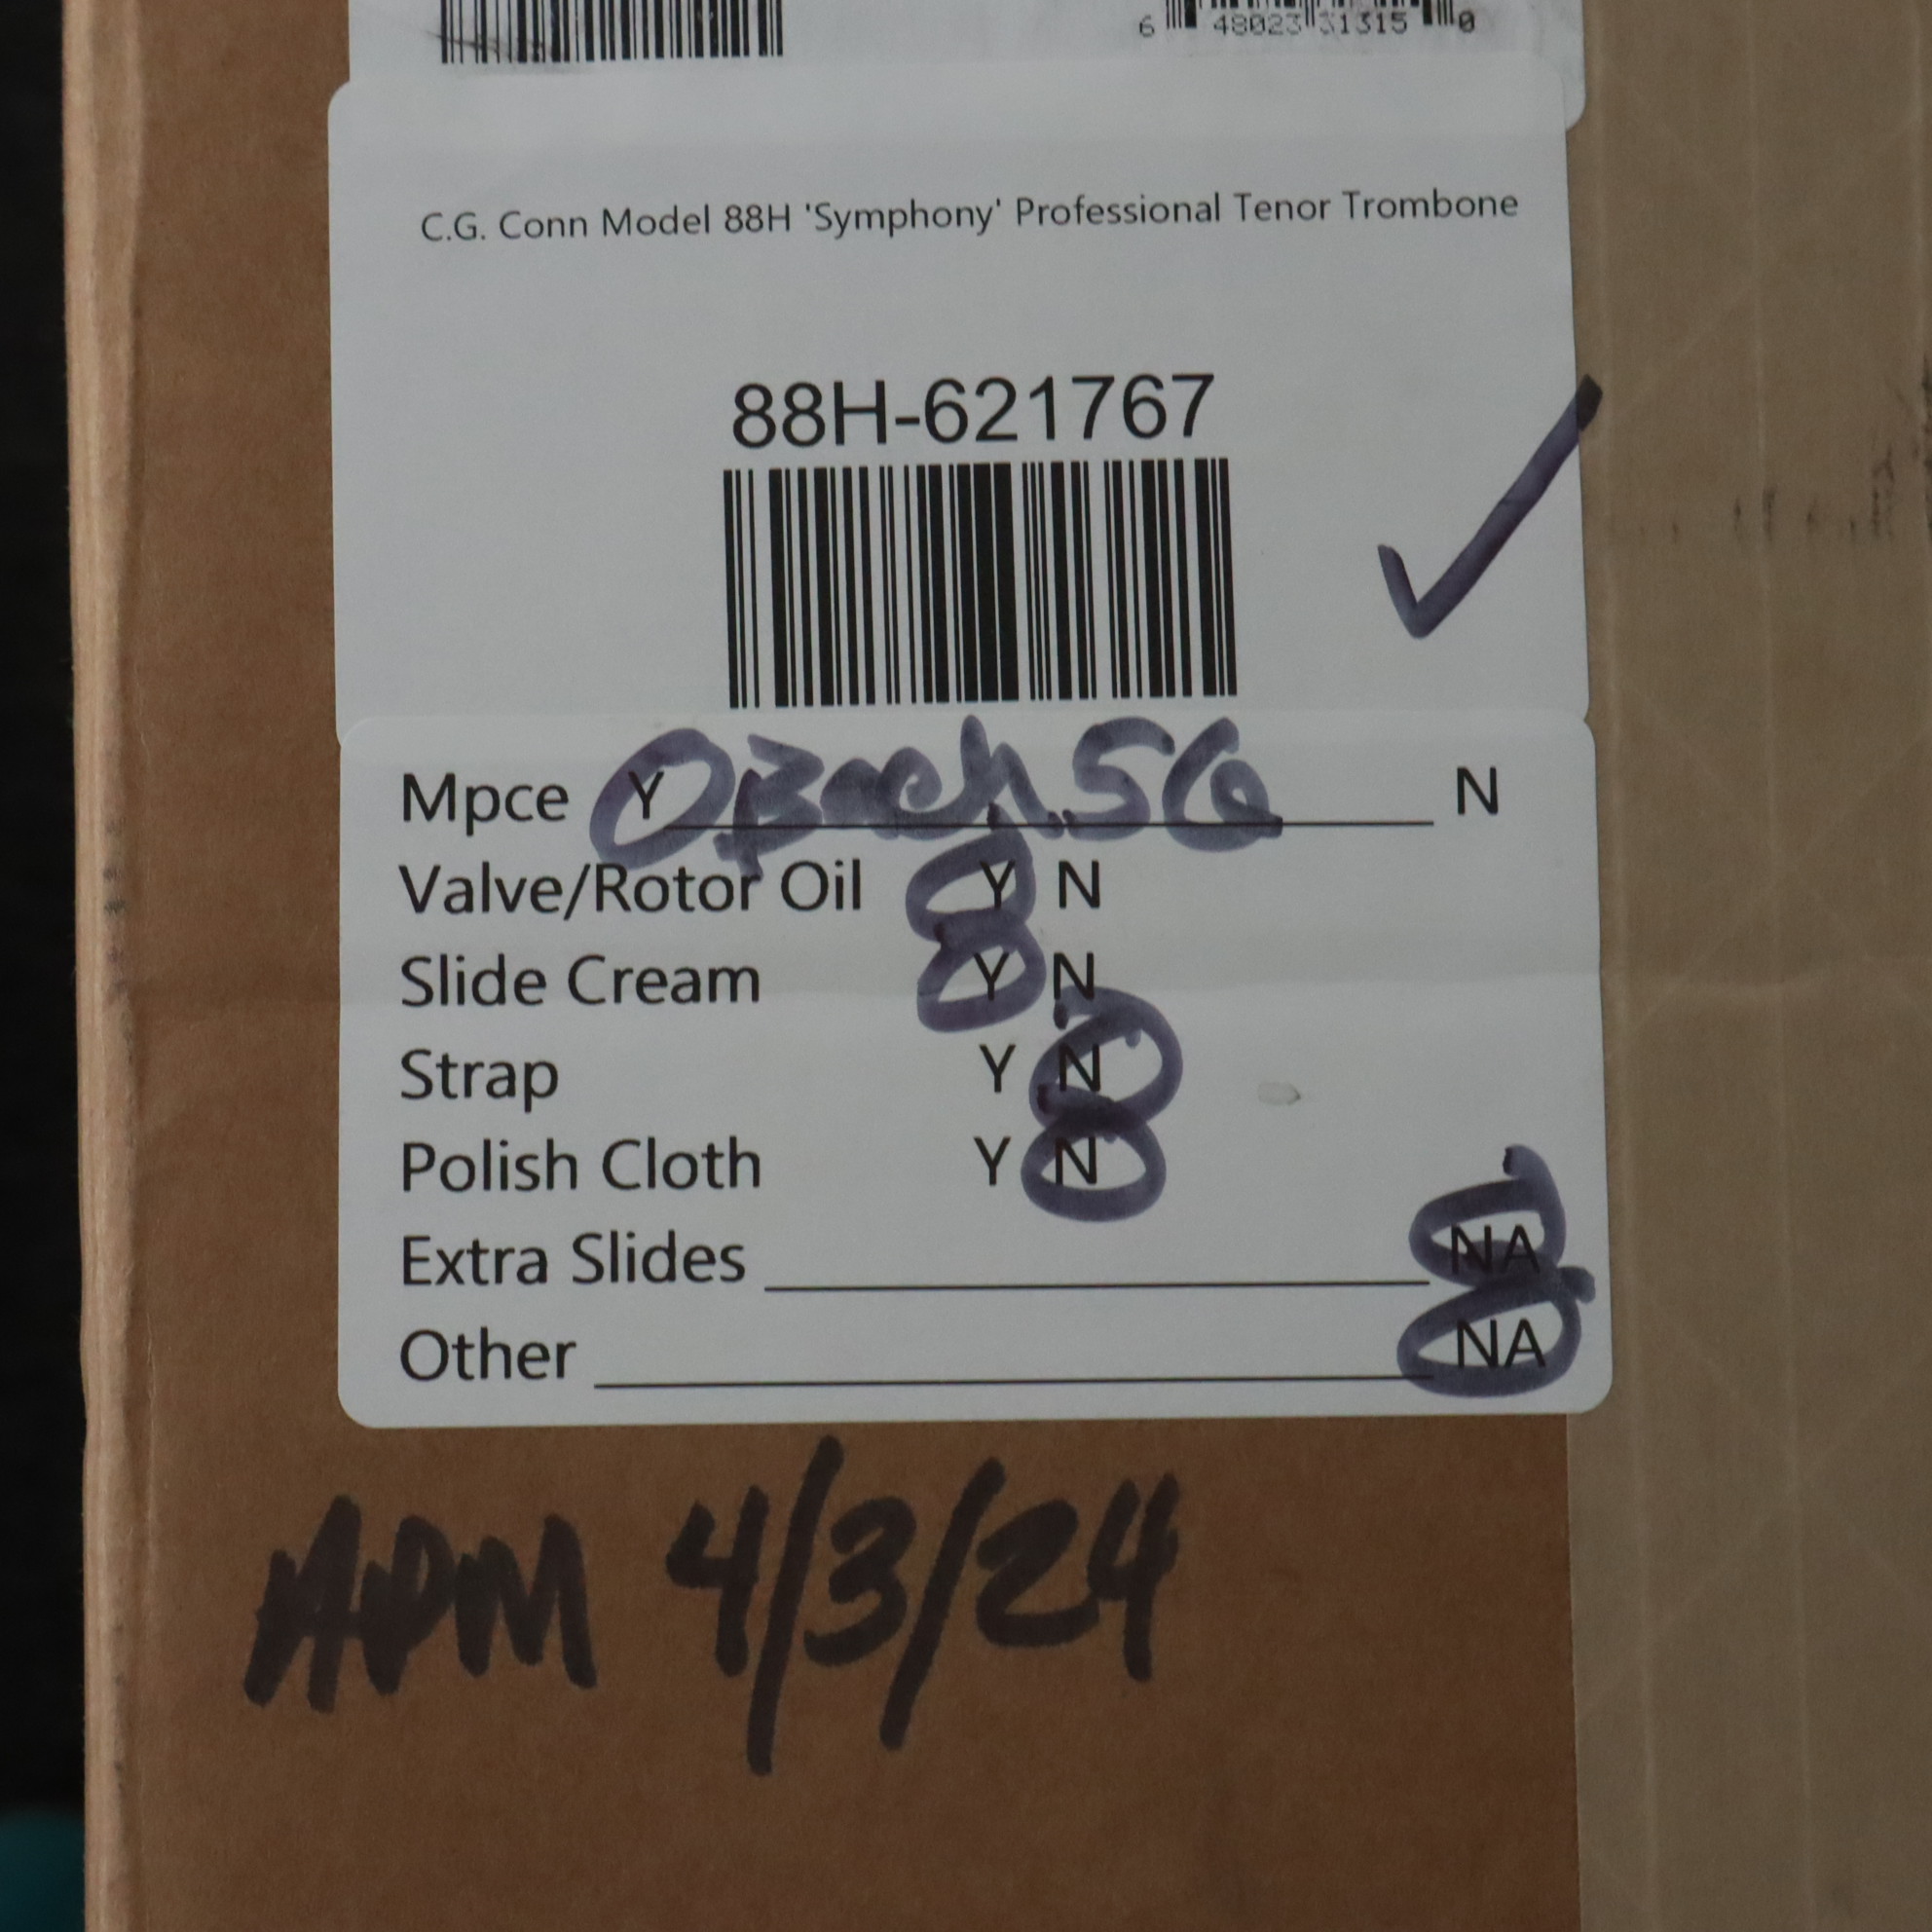 6 48023 31315 0
C.G. Conn Model 88H 'Symphony' Professional Tenor Trombone
88H-621767
Mpce Y Bach 5G N
Valve/Rotor Oil Y N
Slide Cream Y N
Strap Y N
Polish Cloth Y N
Extra Slides NA
Other NA
ADM 4/3/24